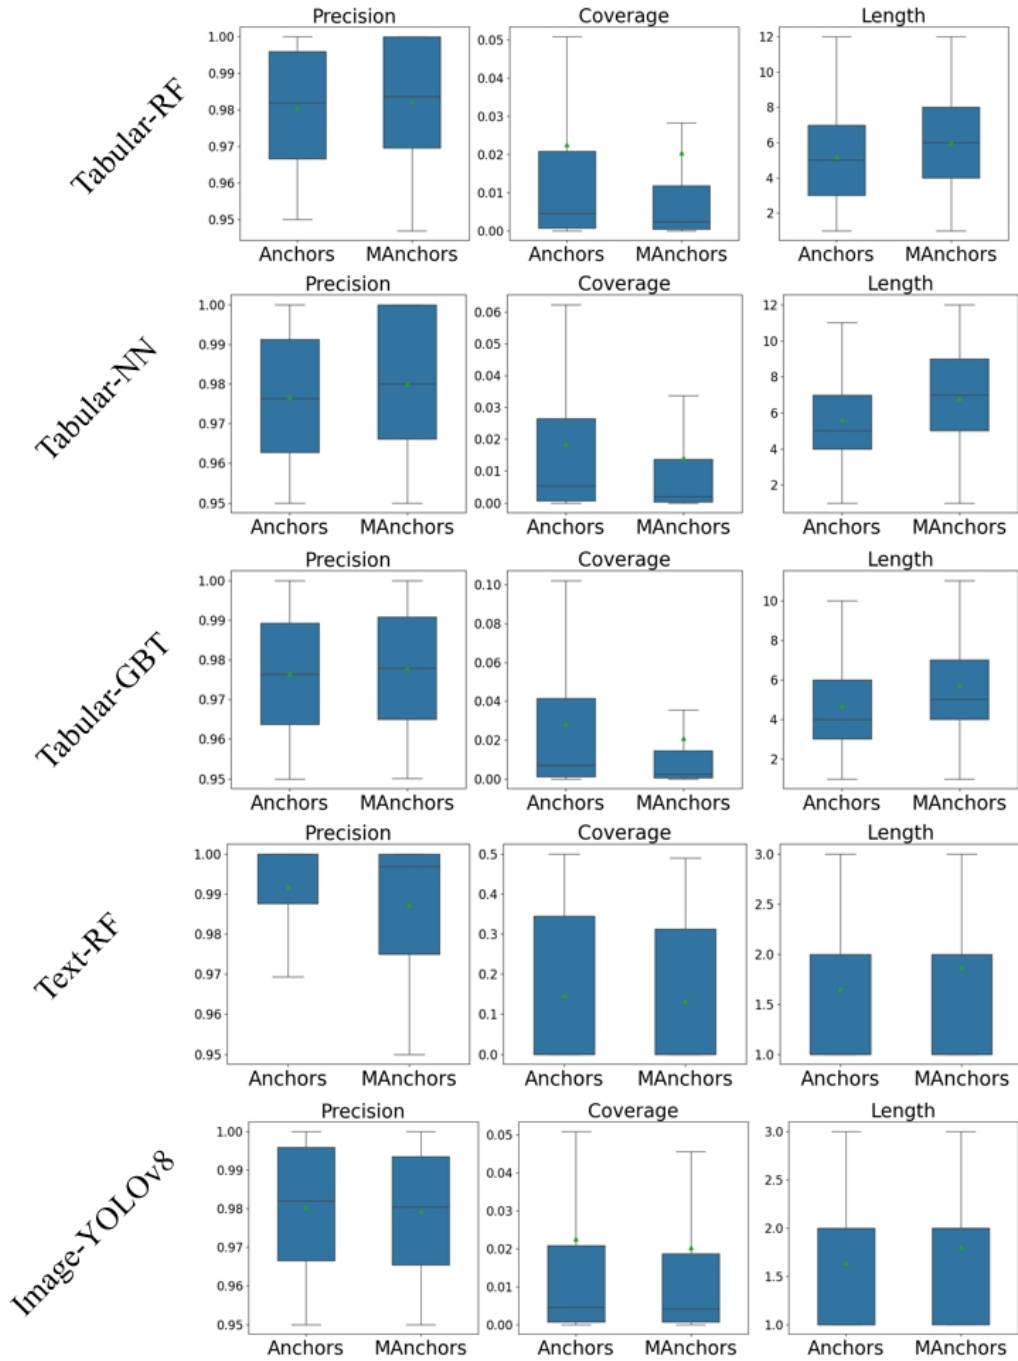 Tabular-RF
Precision
1.00
0.99
0.98
0.97
0.96
0.95
Anchors MAnchors
Coverage
0.05
0.04
0.03
0.02
0.01
0.00
Anchors MAnchors
Length
12
10
8
6
4
2
Anchors MAnchors
Tabular-NN
Precision
1.00
0.99
0.98
0.97
0.96
0.95
Anchors MAnchors
Coverage
0.06
0.05
0.04
0.03
0.02
0.01
0.00
Anchors MAnchors
Length
12
10
8
6
4
2
Anchors MAnchors
Tabular-GBT
Precision
1.00
0.99
0.98
0.97
0.96
0.95
Anchors MAnchors
Coverage
0.10
0.08
0.06
0.04
0.02
0.00
Anchors MAnchors
Length
10
8
6
4
2
Anchors MAnchors
Text-RF
Precision
1.00
0.99
0.98
0.97
0.96
0.95
Anchors MAnchors
Coverage
0.5
0.4
0.3
0.2
0.1
0.0
Anchors MAnchors
Length
3.0
2.5
2.0
1.5
1.0
Anchors MAnchors
Image-YOLOv8
Precision
1.00
0.99
0.98
0.97
0.96
0.95
Anchors MAnchors
Coverage
0.05
0.04
0.03
0.02
0.01
0.00
Anchors MAnchors
Length
3.0
2.5
2.0
1.5
1.0
Anchors MAnchors